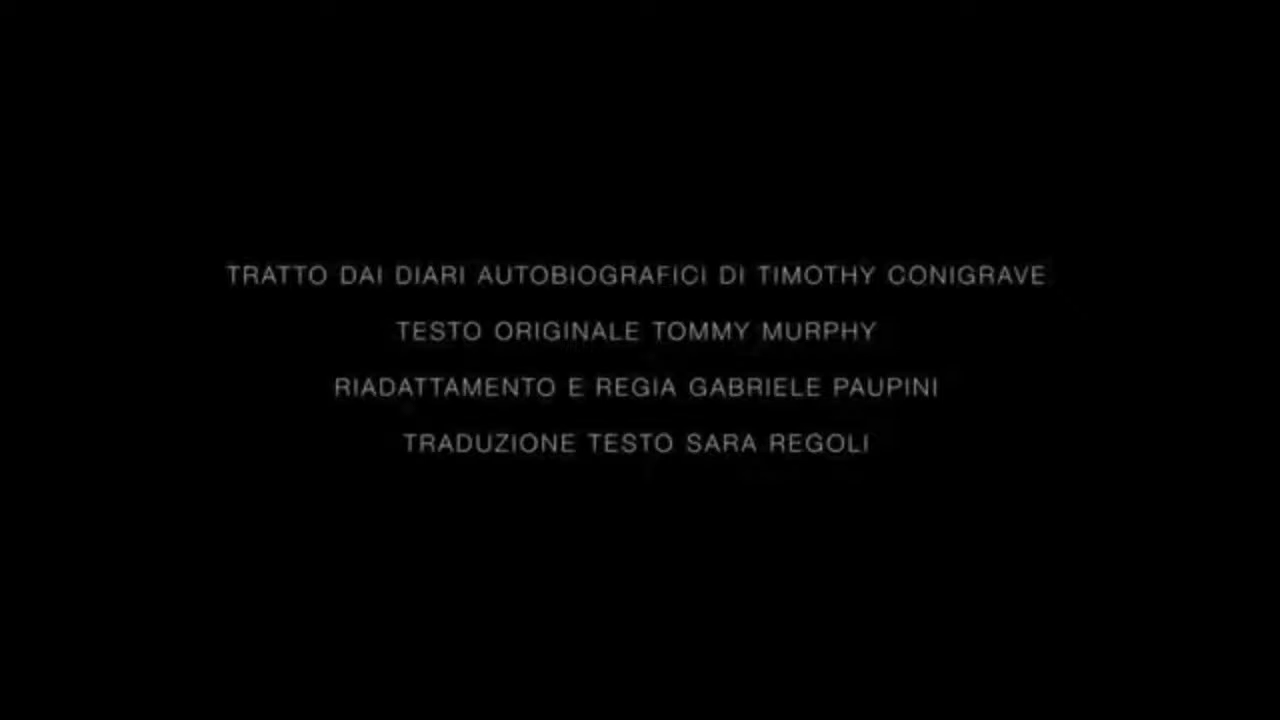 TRATTO DAI DIARI AUTOBIOGRAFICI DI TIMOTHY CONIGRAVE
TESTO ORIGINALE TOMMY MURPHY
RIADATTAMENTO E REGIA GABRIELE PAUPINI
TRADUZIONE TESTO SARA REGOLI